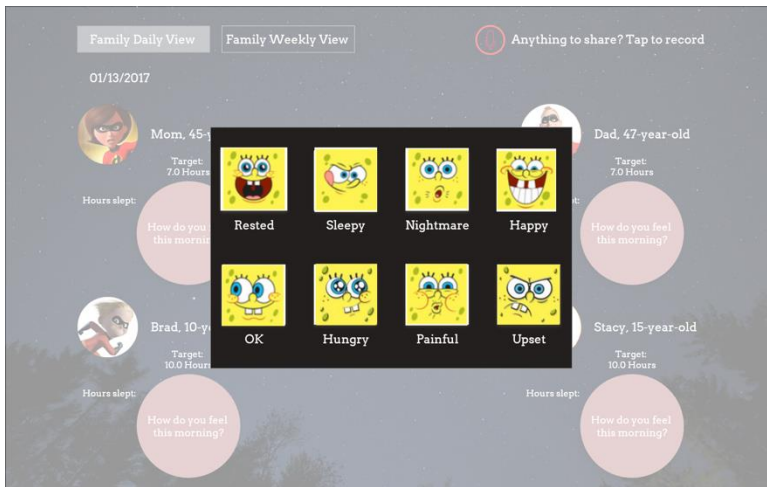 Family Daily View
Family Weekly View
Anything to share? Tap to record
01/13/2017
Mom, 45-y
Target:
7.0 Hours
Hours slept:
How do you
this mornin
Dad, 47-year-old
Target:
7.0 Hours
pt:
How do you feel
this morning?
Rested
Sleepy
Nightmare
Happy
OK
Hungry
Painful
Upset
Brad, 10-ye
Target:
10.0 Hours
Hours slept:
How do you feel
this morning?
Stacy, 15-year-old
Target:
10.0 Hours
Hours slept:
How do you feel
this morning?